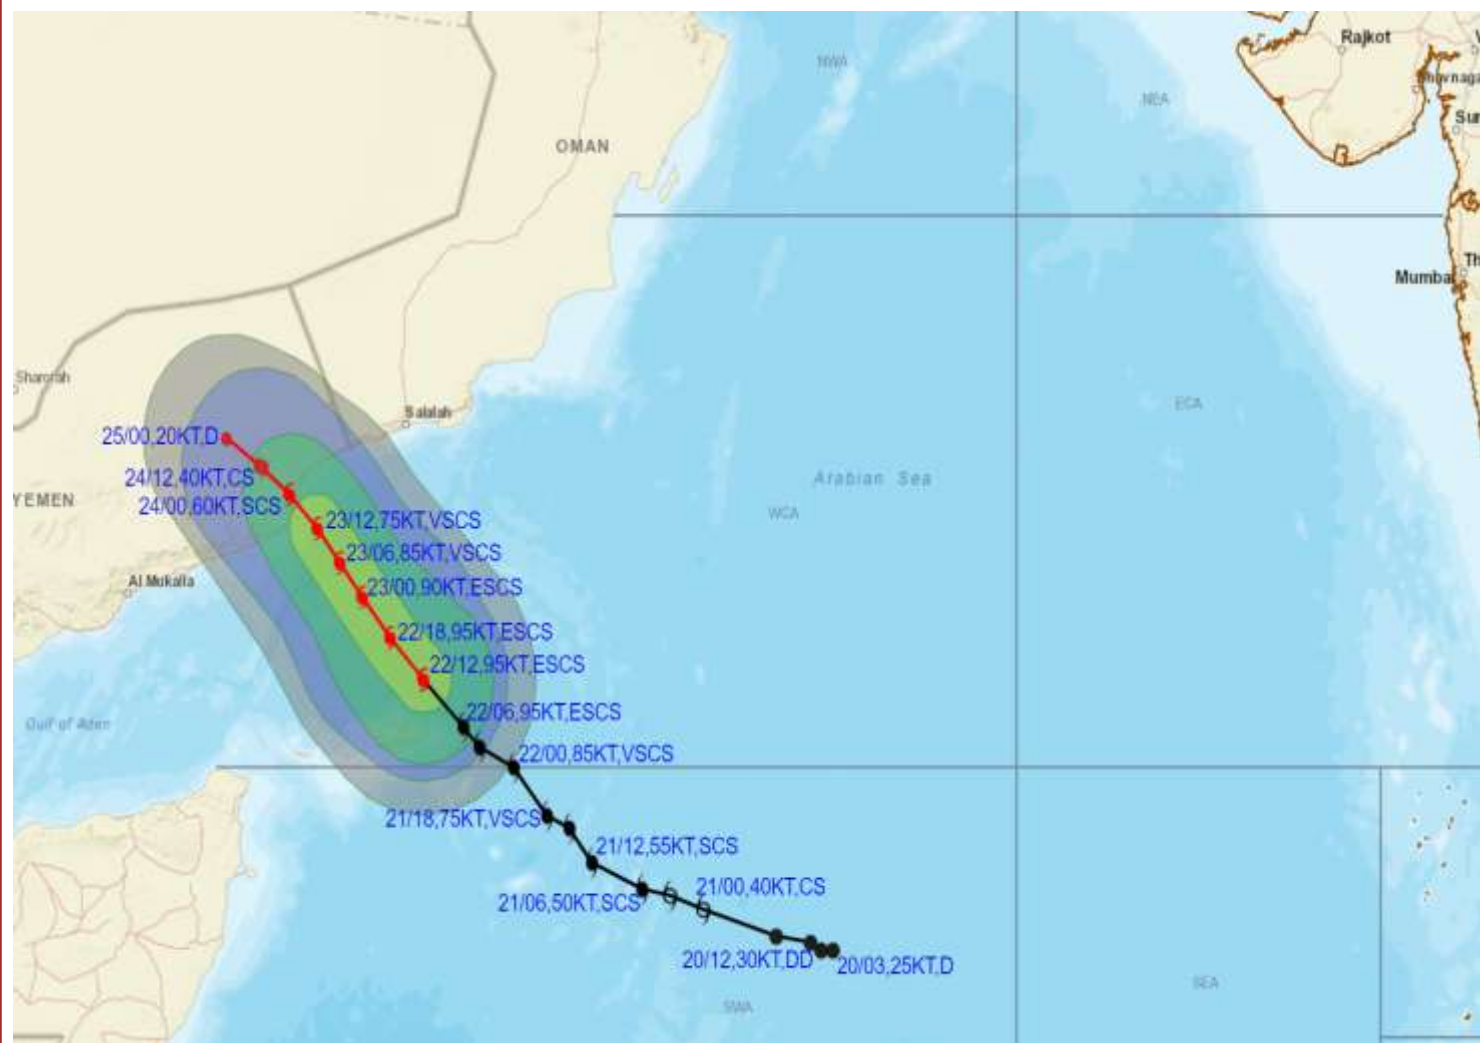 Rajkot
NWA
NEA
OMAN
Mumba
Sharorah
Salalah
ECA
25/00,20KT,D
24/12,40KT,CS
Arabian Sea
YEMEN
24/00,60KT,SCS
WCA
23/12,75KT,VSCS
23/06,85KT,VSCS
Al Mukalla
23/00,90KT,ESCS
22/18,95KT,ESCS
22/12,95KT,ESCS
22/06,95KT,ESCS
Gulf of Aden
22/00,85KT,VSCS
21/18,75KT,VSCS
21/12,55KT,SCS
21/00,40KT,CS
21/06,50KT,SCS
20/12,30KT,DD
20/03,25KT,D
SEA
SWA